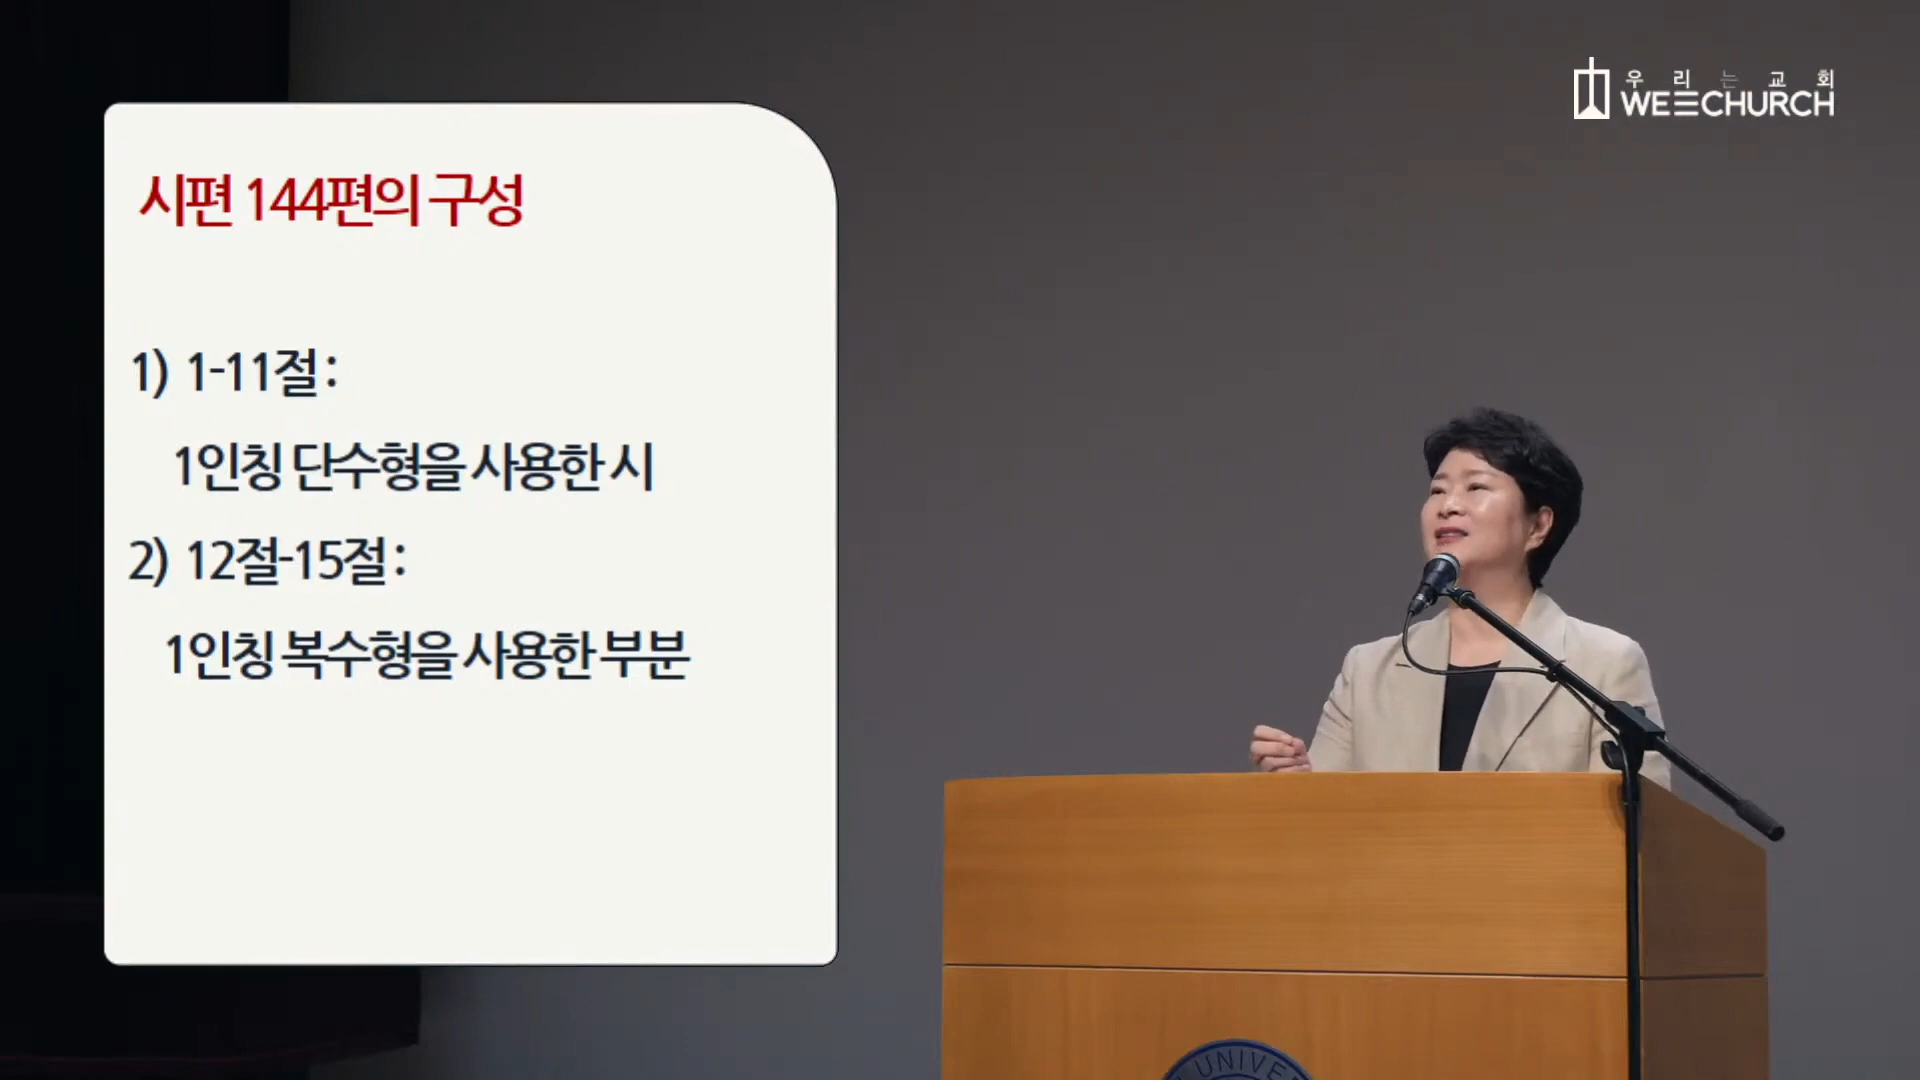 우리는교회
WECHURCH
시편 144편의 구성
1) 1-11절 :
1인칭 단수형을 사용한 시
2) 12절-15절 :
1인칭 복수형을 사용한 부분